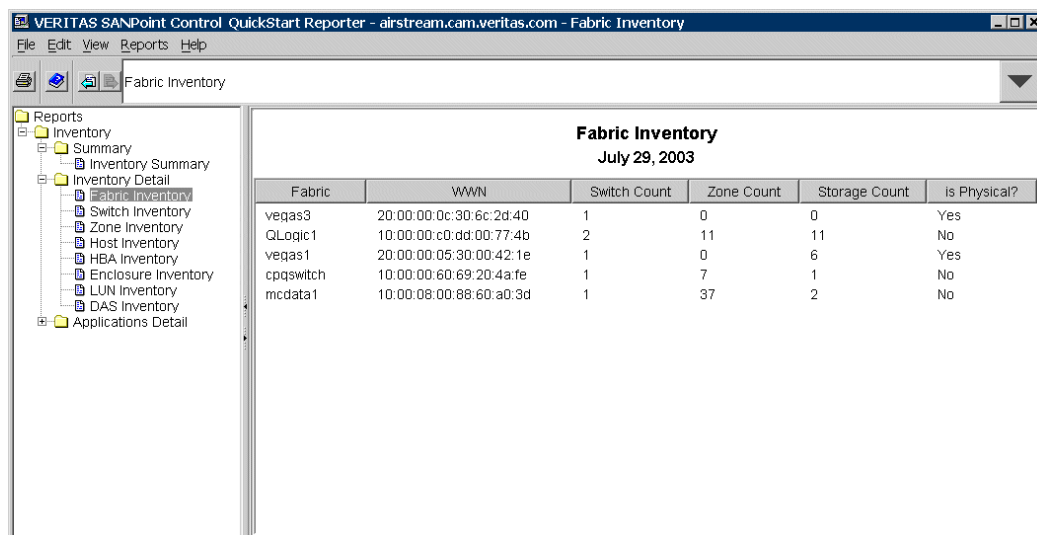 VERITAS SANPoint Control QuickStart Reporter - airstream.cam.veritas.com - Fabric Inventory
File Edit View Reports Help
Fabric Inventory
Reports
Inventory
Summary
Inventory Summary
Inventory Detail
Fabric Inventory
Switch Inventory
Zone Inventory
Host Inventory
HBA Inventory
Enclosure Inventory
LUN Inventory
DAS Inventory
Applications Detail
Fabric Inventory
July 29, 2003
Fabric WWN Switch Count Zone Count Storage Count is Physical?
vegas3 20:00:00:0c:30:6c:2d:40 1 0 0 Yes
QLogic1 10:00:00:c0:dd:00:77:4b 2 11 11 No
vegas1 20:00:00:05:30:00:42:1e 1 0 6 Yes
cpqswitch 10:00:00:60:69:20:4a:fe 1 7 1 No
mcdata1 10:00:08:00:88:60:a0:3d 1 37 2 No